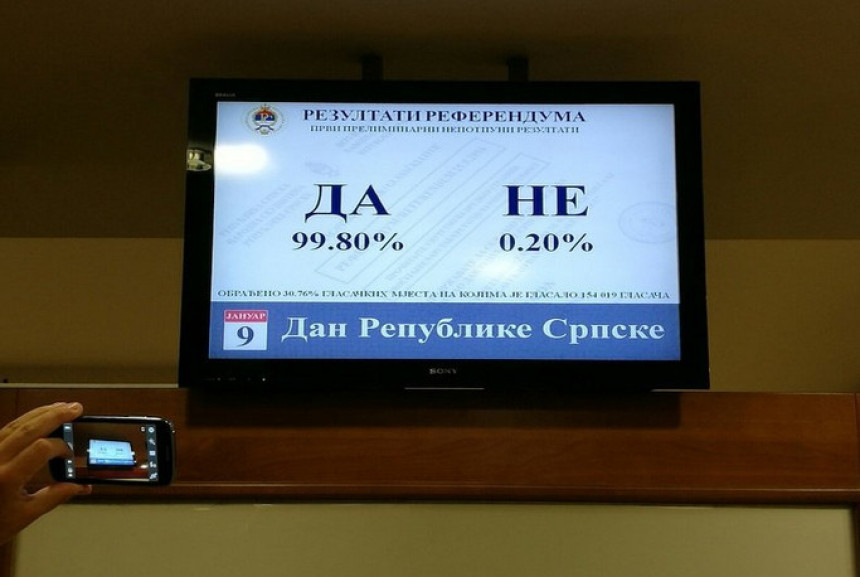 РЕЗУЛТАТИ РЕФЕРЕНДУМА
ПРВИ ПРЕЛИМИНАРНИ НЕПОТПУНИ РЕЗУЛТАТИ
ДА НЕ
99.80% 0.20%
ОБРАЂЕНО 30.76% ГЛАСАЧКИХ МЈЕСТА НА КОЈИМА ЈЕ ГЛАСАЛО 154 019 ГЛАСАЧА
ЈАНУАР
9
Дан Републике Српске
SONY